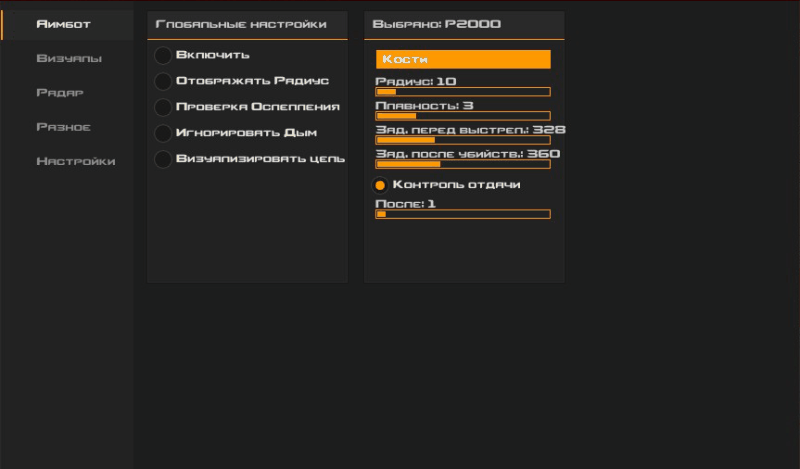 Аимбот
Визуалы
Радар
Разное
Настройки
Глобальные настройки
Включить
Отображать Радиус
Проверка Ослепления
Игнорировать Дым
Визуализировать цель
Выбрано: P2000
Кости
Радиус: 10
Плавность: 3
Зад. перед выстрел.: 328
Зад. после убийств.: 360
Контроль отдачи
После: 1